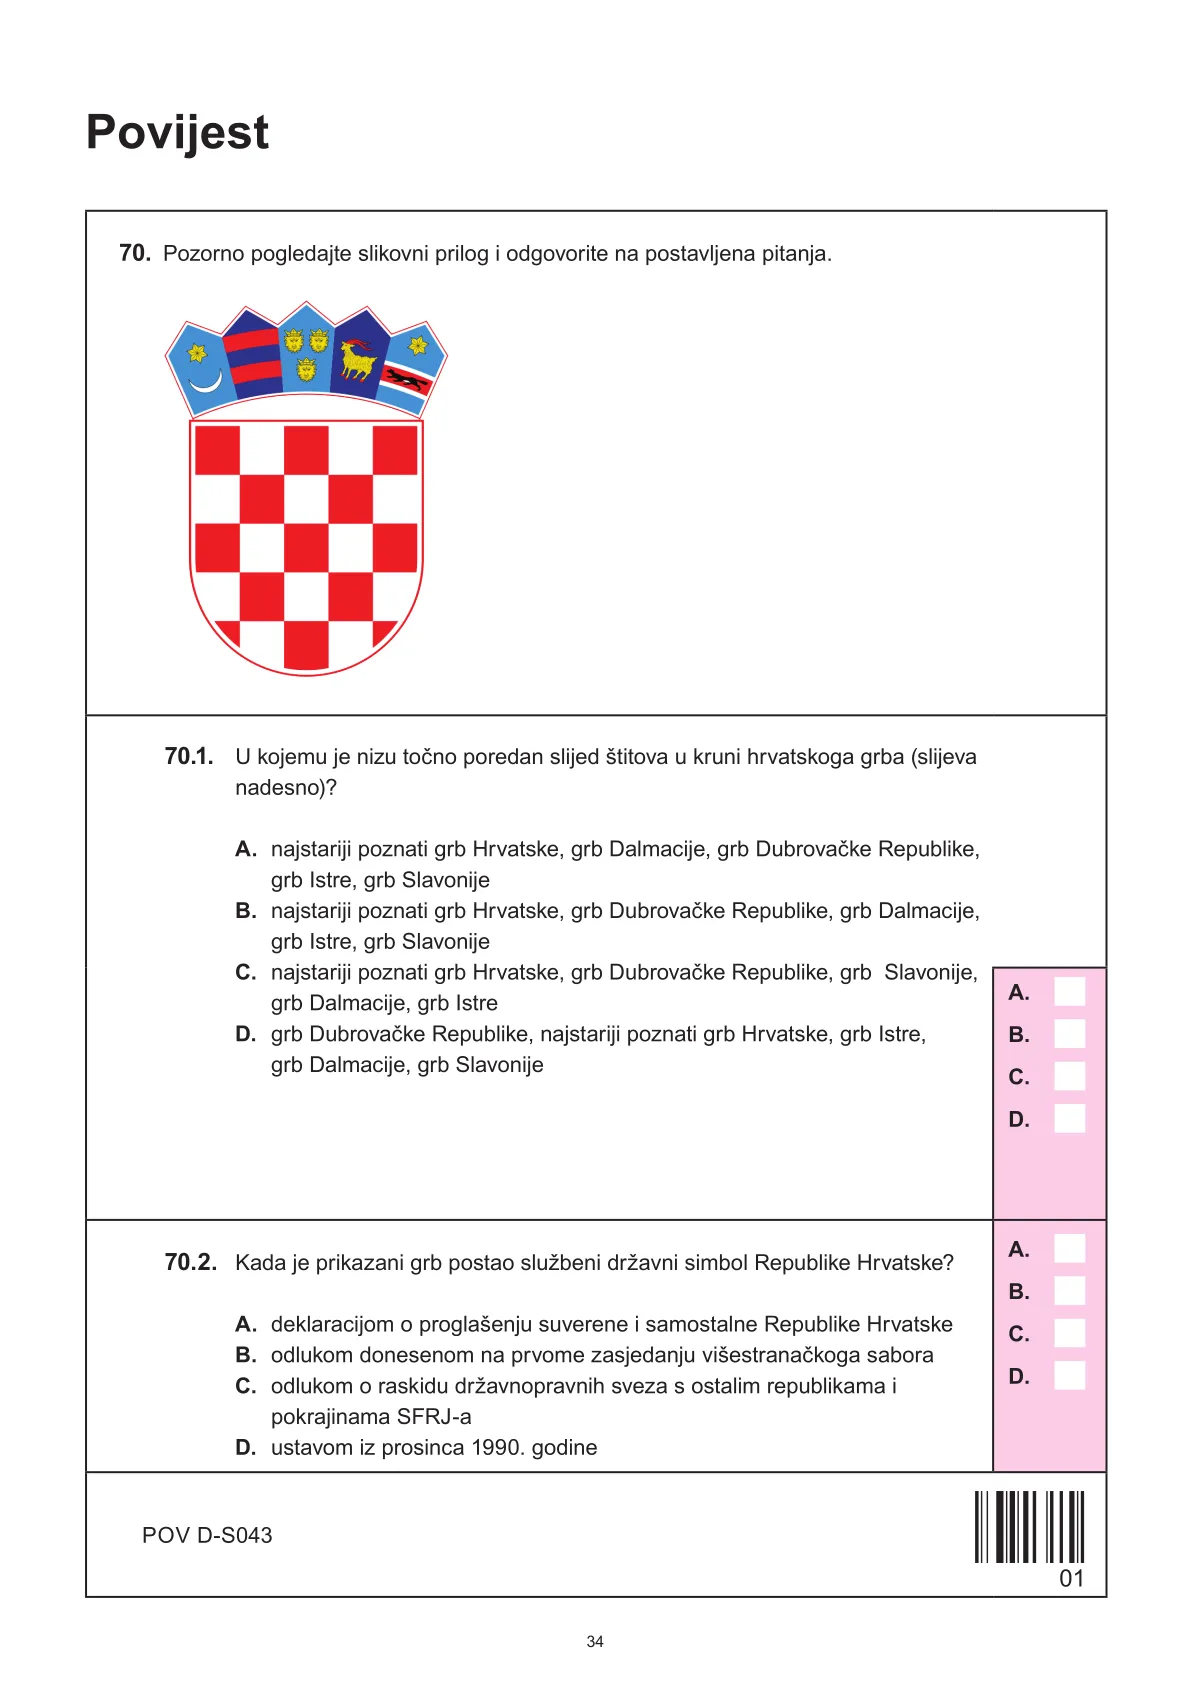 Povijest
70. Pozorno pogledajte slikovni prilog i odgovorite na postavljena pitanja.
70.1. U kojemu je nizu točno poredan slijed štitova u kruni hrvatskoga grba (slijeva
nadesno)?
A. najstariji poznati grb Hrvatske, grb Dalmacije, grb Dubrovačke Republike,
grb Istre, grb Slavonije
B. najstariji poznati grb Hrvatske, grb Dubrovačke Republike, grb Dalmacije,
grb Istre, grb Slavonije
C. najstariji poznati grb Hrvatske, grb Dubrovačke Republike, grb  Slavonije,
grb Dalmacije, grb Istre
D. grb Dubrovačke Republike, najstariji poznati grb Hrvatske, grb Istre,
grb Dalmacije, grb Slavonije
A.
B.
C.
D.
70.2. Kada je prikazani grb postao službeni državni simbol Republike Hrvatske?
A. deklaracijom o proglašenju suverene i samostalne Republike Hrvatske
B. odlukom donesenom na prvome zasjedanju višestranačkoga sabora
C. odlukom o raskidu državnopravnih sveza s ostalim republikama i
pokrajinama SFRJ-a
D. ustavom iz prosinca 1990. godine
A.
B.
C.
D.
POV D-S043
01
34